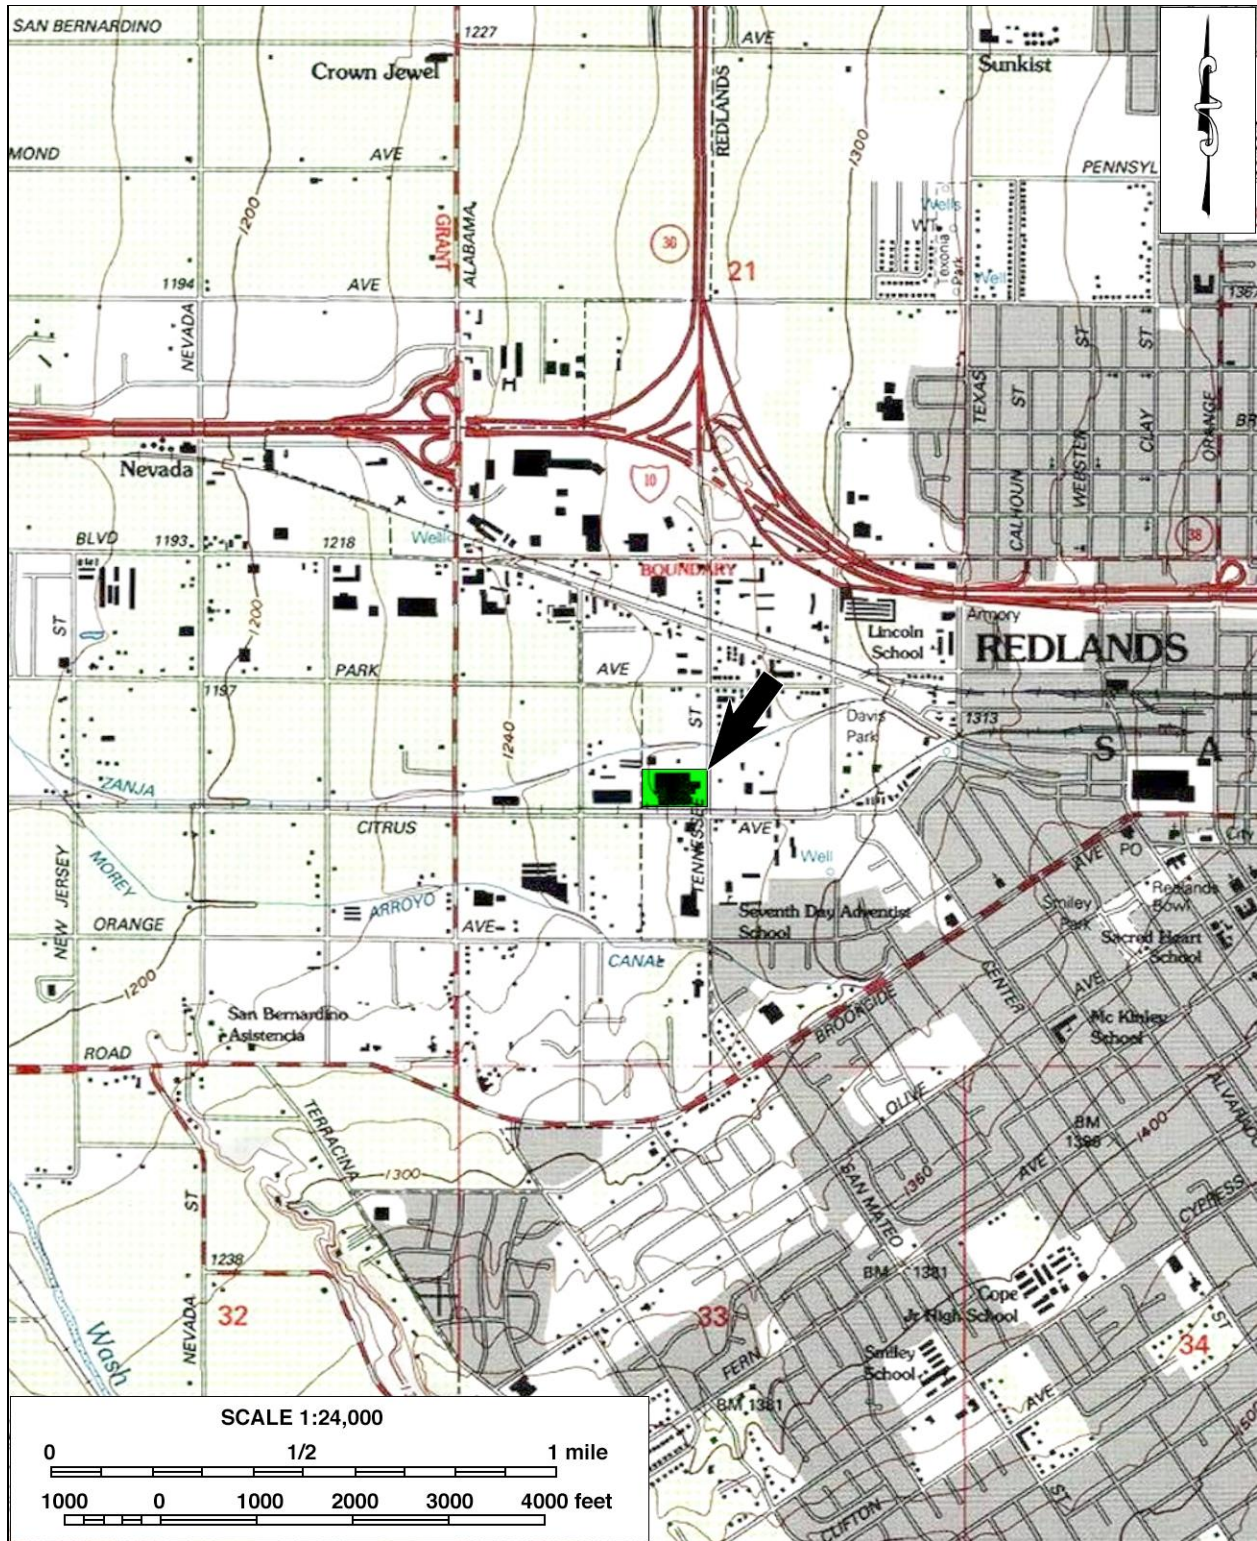 SAN BERNARDINO
1227
AVE
Crown Jewel
Sunkist
REDLANDS
MOND
AVE
1300
PENNSYL
1200
GRANT
ALABAMA
30
Wells
WT
Texonia
Park
Well
21
1194
AVE
1367
NEVADA
TEXAS
ST
ST
ST
CALHOUN
WEBSTER
CLAY
ORANGE
BR
Nevada
10
BLVD
1193
1218
Well
38
BOUNDARY
ST
1200
Armory
Lincoln
School
REDLANDS
PARK
AVE
1197
1240
ST
Davis
Park
1313
S A
ZANJA
CITRUS
AVE
TENNESSEE
AVE
PO
City
NEW JERSEY
MOREY
ARROYO
Well
Redlands
Bowl
Smiley
Park
ORANGE
AVE
Seventh Day Adventist
School
Sacred Heart
School
CANAL
CENTER
AVE
1200
San Bernardino
Asistencia
BROOKSIDE
Mc Kinley
School
ROAD
TERRACINA
OLIVE
ALVARADO
BM
1400
1300
AVE
1360
SAN MATEO
CYPRESS
ST
1238
BM 1381
Cope
Jr High School
ST
NEVADA
32
33
34
Wash
FERN
Smiley
School
AVE
BM 1381
ST
CLIFTON
SCALE 1:24,000
0 1/2 1 mile
1000 0 1000 2000 3000 4000 feet